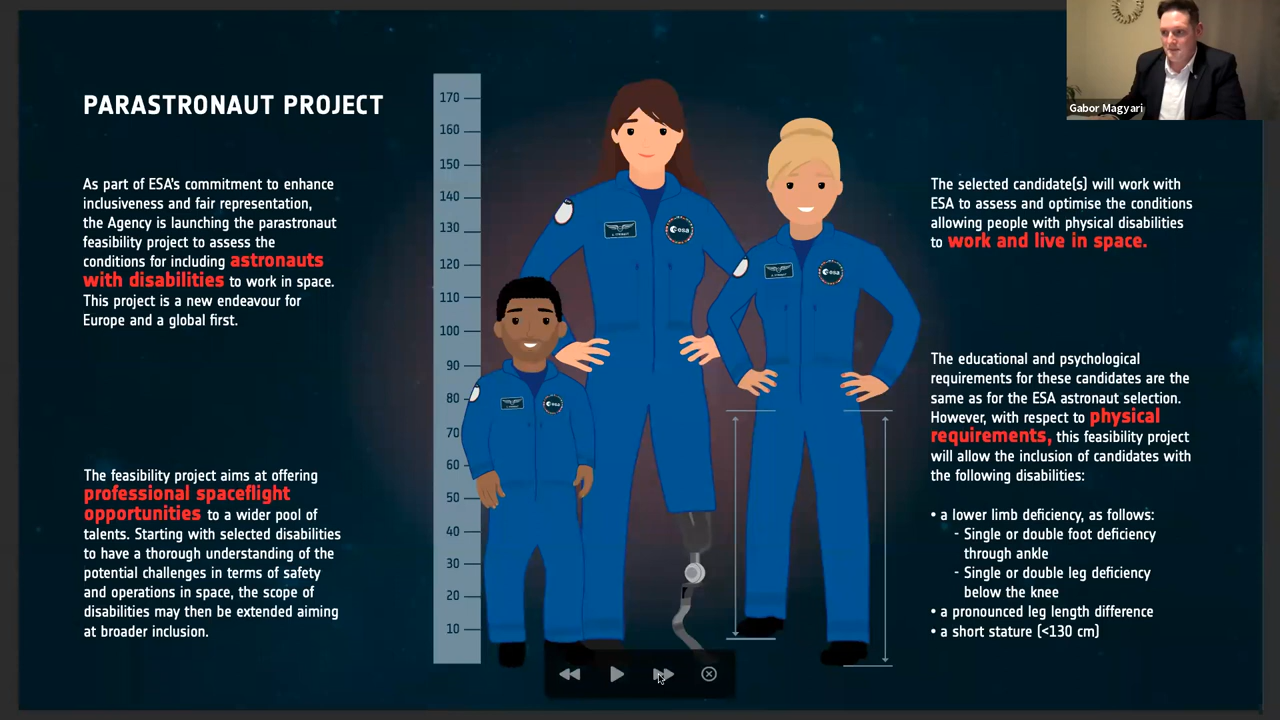 PARASTRONAUT PROJECT
As part of ESA's commitment to enhance
inclusiveness and fair representation,
the Agency is launching the parastronaut
feasibility project to assess the
conditions for including astronauts
with disabilities to work in space.
This project is a new endeavour for
Europe and a global first.
The feasibility project aims at offering
professional spaceflight
opportunities to a wider pool of
talents. Starting with selected disabilities
to have a thorough understanding of the
potential challenges in terms of safety
and operations in space, the scope of
disabilities may then be extended aiming
at broader inclusion.
170
160
150
140
130
120
110
100
90
80
70
60
50
40
30
20
10
esa
esa
esa
Gabor Magyari
The selected candidate(s) will work with
ESA to assess and optimise the conditions
allowing people with physical disabilities
to work and live in space.
The educational and psychological
requirements for these candidates are the
same as for the ESA astronaut selection.
However, with respect to physical
requirements, this feasibility project
will allow the inclusion of candidates with
the following disabilities:
• a lower limb deficiency, as follows:
- Single or double foot deficiency
through ankle
- Single or double leg deficiency
below the knee
• a pronounced leg length difference
• a short stature (<130 cm)